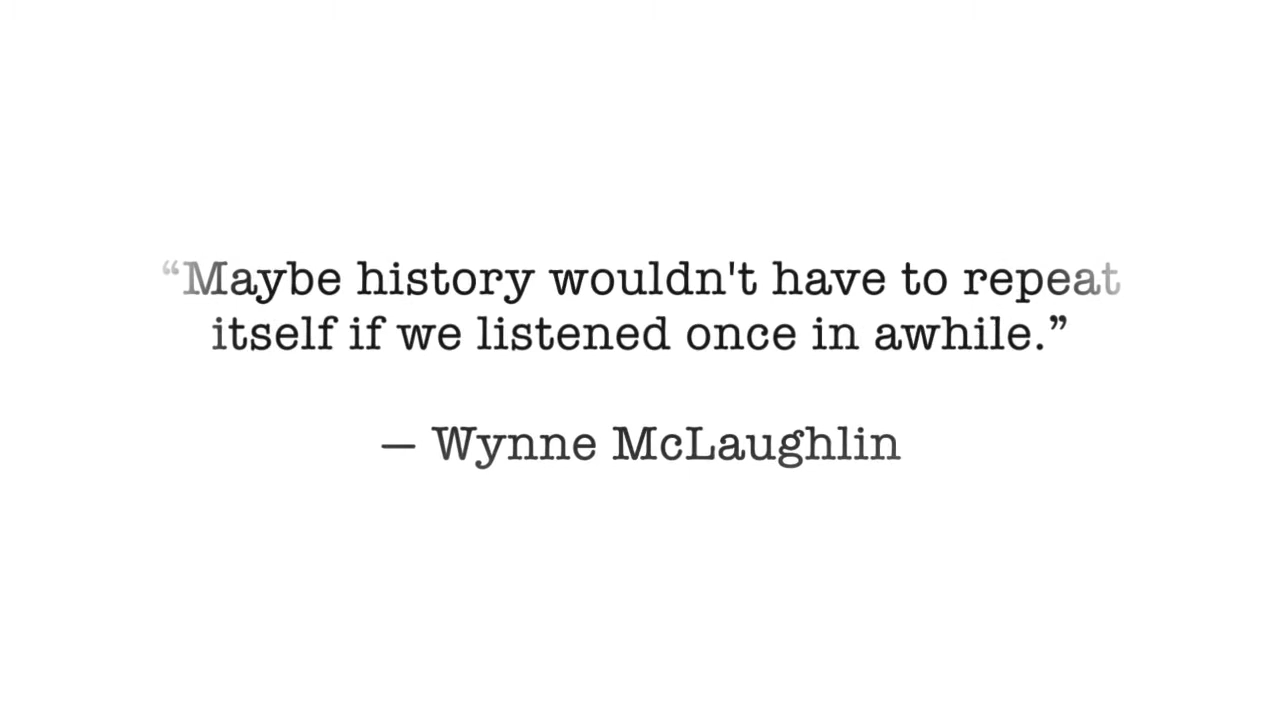 “Maybe history wouldn't have to repeat
itself if we listened once in awhile.”
— Wynne McLaughlin